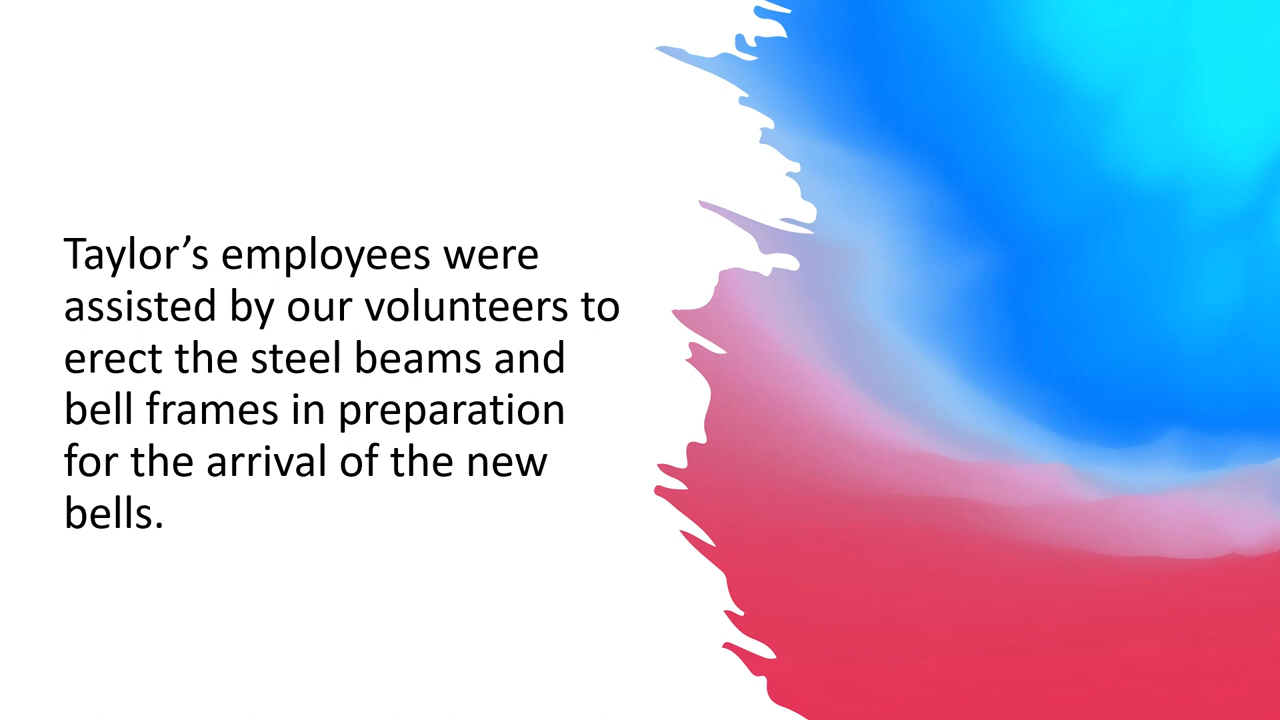 Taylor’s employees were
assisted by our volunteers to
erect the steel beams and
bell frames in preparation
for the arrival of the new
bells.